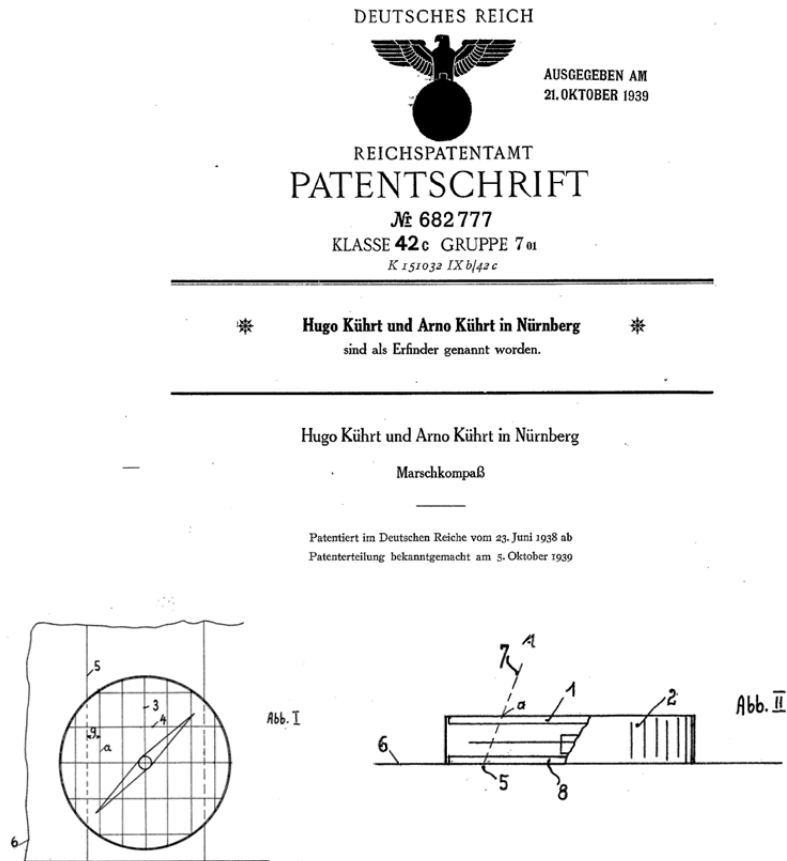 DEUTSCHES REICH
AUSGEGEBEN AM
21. OKTOBER 1939
REICHSPATENTAMT
PATENTSCHRIFT
№ 682777
KLASSE 42c GRUPPE 7 01
K 151032 IX b/42 c
Hugo Kührt und Arno Kührt in Nürnberg
sind als Erfinder genannt worden.
Hugo Kührt und Arno Kührt in Nürnberg
Marschkompaß
Patentiert im Deutschen Reiche vom 23. Juni 1938 ab
Patenterteilung bekanntgemacht am 5. Oktober 1939
5
3
4
9
a
6
Abb. I
A
7
a
1
2
Abb. II
6
5
8